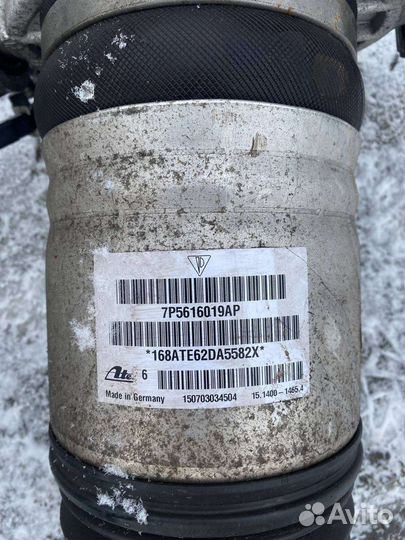 7P5616019AP
*168ATE62DA5582X*
Ate 6
Made in Germany 150703034504 15.1400-1465.4
Avito